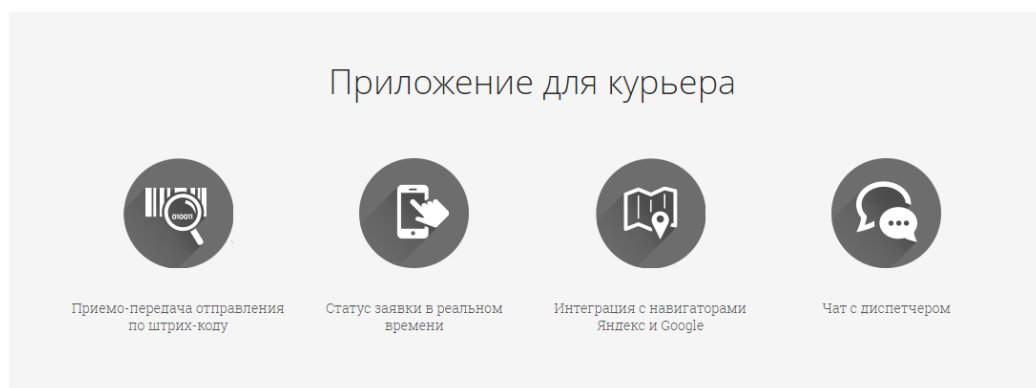 Приложение для курьера
010011
Приемо-передача отправления
по штрих-коду
Статус заявки в реальном
времени
Интеграция с навигаторами
Яндекс и Google
Чат с диспетчером